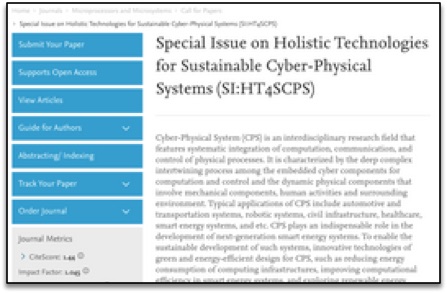 Home > Journals > Microprocessors and Microsystems > Call for Papers
> Special Issue on Holistic Technologies for Sustainable Cyber-Physical Systems (SI:HT4SCPS)
Submit Your Paper
Supports Open Access
View Articles
Guide for Authors
Abstracting/ Indexing
Track Your Paper
Order Journal
Journal Metrics
> CiteScore: 1.44
Impact Factor: 1.045
Special Issue on Holistic Technologies
for Sustainable Cyber-Physical
Systems (SI:HT4SCPS)
Cyber-Physical System (CPS) is an interdisciplinary research field that
features systematic integration of computation, communication, and
control of physical processes. It is characterized by the deep complex
intertwining among the embedded cyber components for
computation and control and the dynamic physical components that
involve mechanical components, human activities and surrounding
environment. Typical applications of CPS include automotive and
transportation systems, robotic systems, civil infrastructure, healthcare,
smart energy systems, and etc. CPS plays an indispensable role in the
development of next-generation smart energy systems. To enable the
sustainable development of such systems, innovative technologies of
green and energy-efficient design for CPS, such as reducing energy
consumption of computing infrastructures, improving computational
efficiency in smart energy systems, and exploring renewable energy